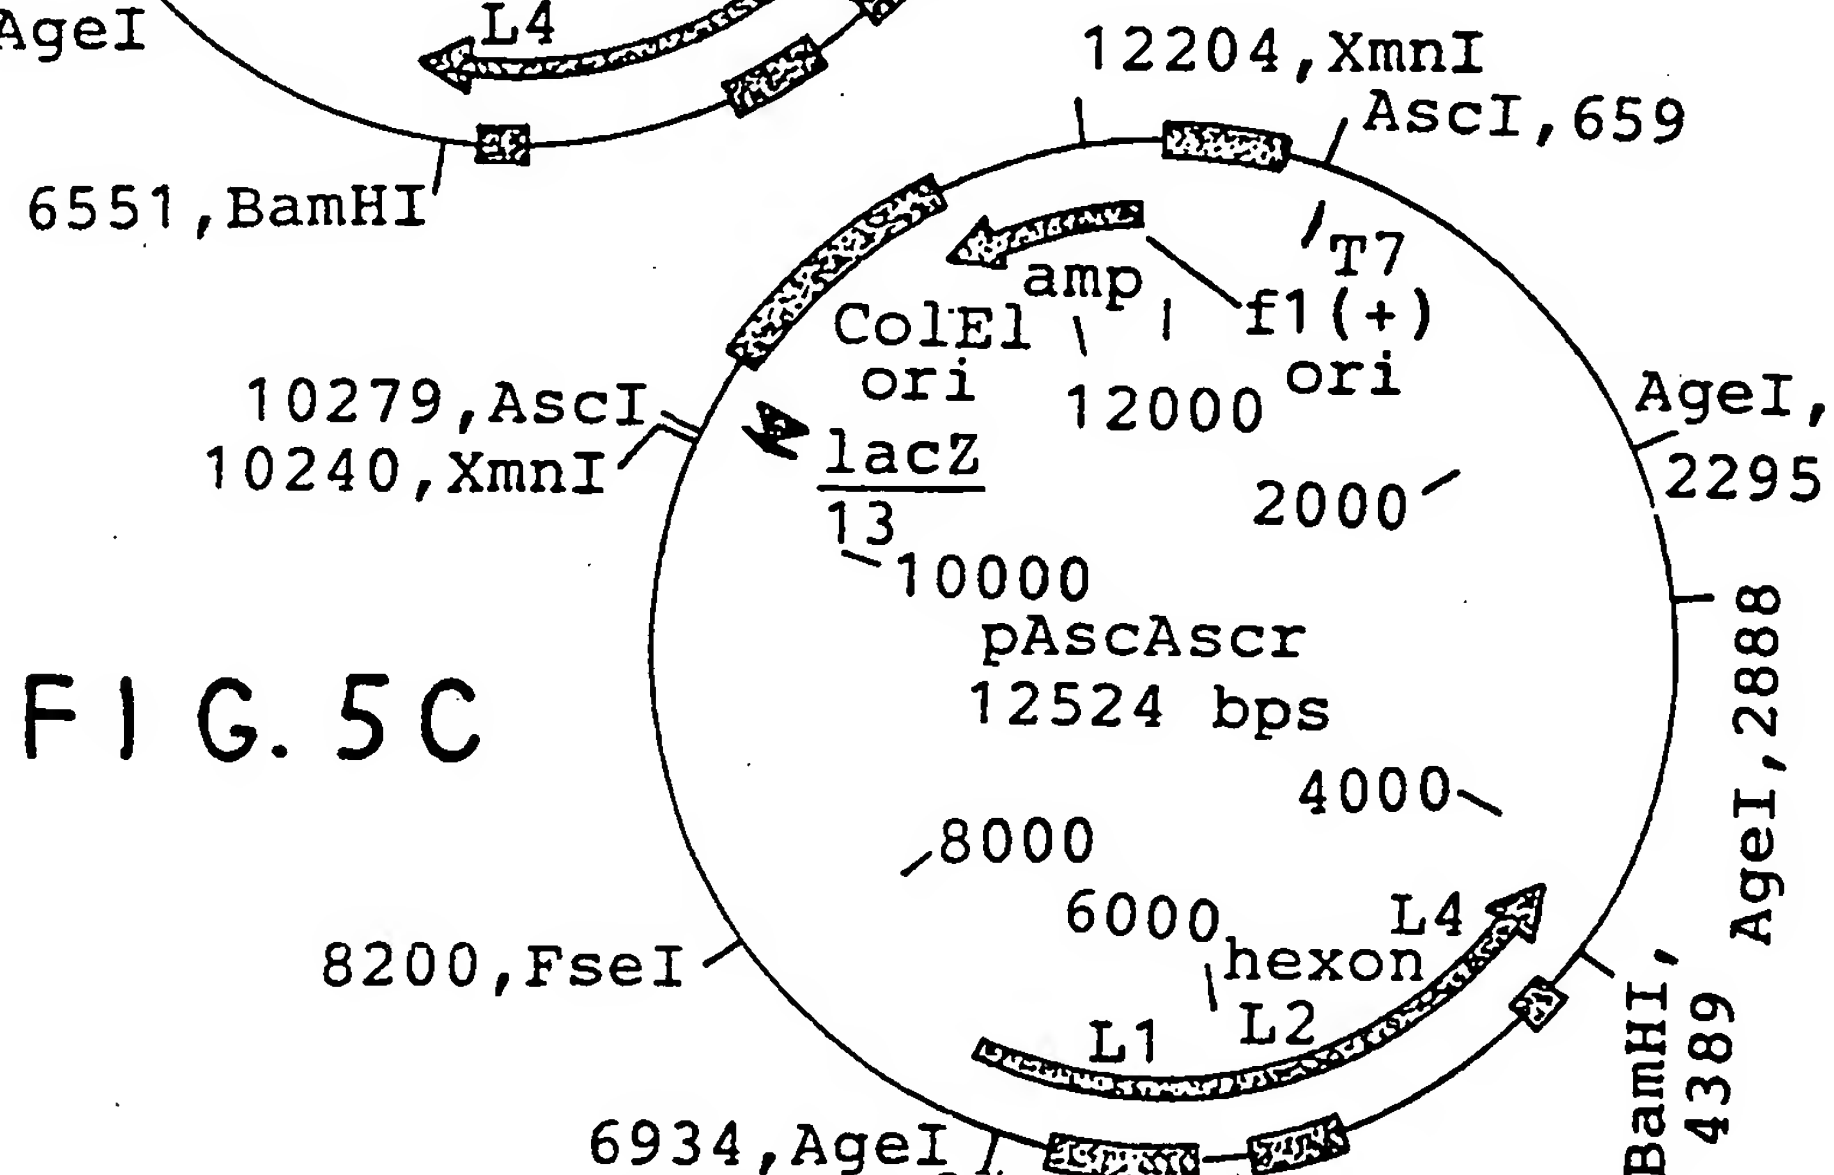 AgeI
L4
6551,BamHI
12204,XmnI
AscI,659
T7
amp
f1(+)
ori
ColE1
ori
12000
10279,AscI
10240,XmnI
lacZ
13
AgeI,
2295
2000
10000
pAscAscr
12524 bps
FIG. 5C
AgeI,2888
4000
8000
6000
L4
hexon
8200,FseI
L1
L2
BamHI,
4389
6934,AgeI